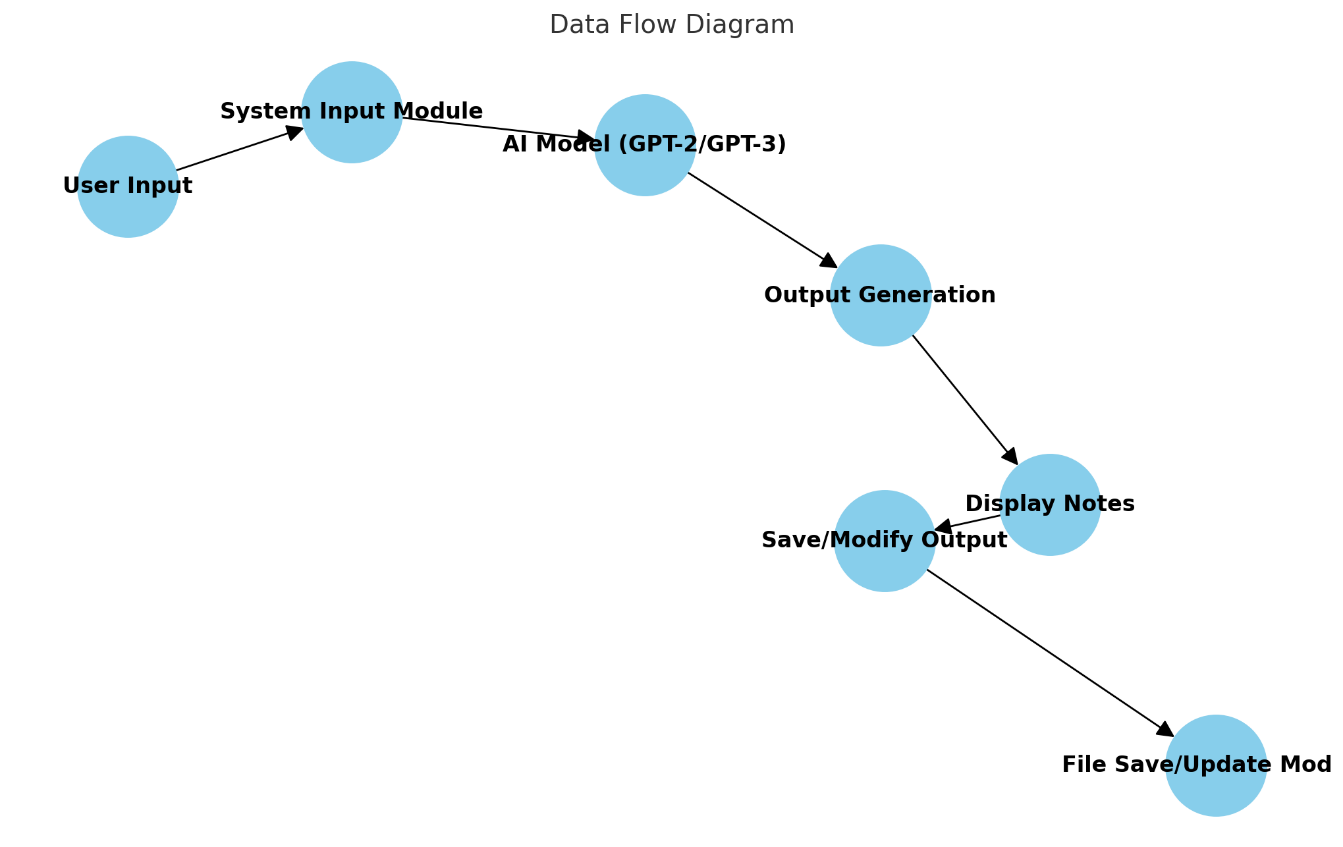 Data Flow Diagram
System Input Module
AI Model (GPT-2/GPT-3)
User Input
Output Generation
Display Notes
Save/Modify Output
File Save/Update Mod